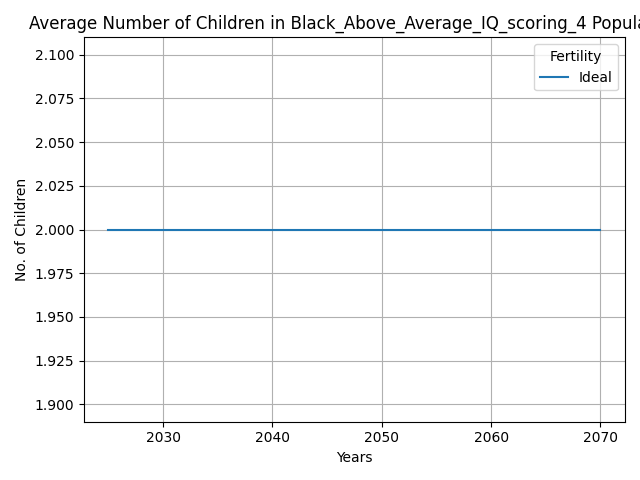 Average Number of Children in Black_Above_Average_IQ_scoring_4 Popula
Fertility
Ideal
2.100
2.075
2.050
2.025
2.000
1.975
1.950
1.925
1.900
No. of Children
2030 2040 2050 2060 2070
Years